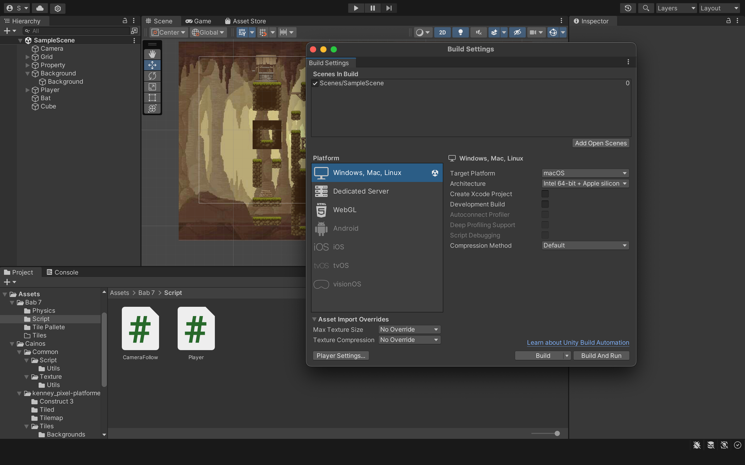 S
Layers
Layout
Hierarchy
Scene
Game
Asset Store
Inspector
All
Center
Global
2D
SampleScene
Camera
Grid
Property
Background
Background
Player
Bat
Cube
Build Settings
Build Settings
Scenes In Build
Scenes/SampleScene
0
Add Open Scenes
Platform
Windows, Mac, Linux
Dedicated Server
WebGL
Android
iOS
iOS
tvOS
tvOS
visionOS
Windows, Mac, Linux
Target Platform
macOS
Architecture
Intel 64-bit + Apple silicon
Create Xcode Project
Development Build
Autoconnect Profiler
Deep Profiling Support
Script Debugging
Compression Method
Default
Asset Import Overrides
Max Texture Size
No Override
Texture Compression
No Override
Learn about Unity Build Automation
Player Settings...
Build
Build And Run
Project
Console
Assets
Bab 7
Physics
Script
Tile Pallete
Tiles
Cainos
Common
Script
Utils
Texture
Utils
kenney_pixel-platforme
Construct 3
Tiled
Tilemap
Tiles
Backgrounds
Assets > Bab 7 > Script
#
#
CameraFollow
Player